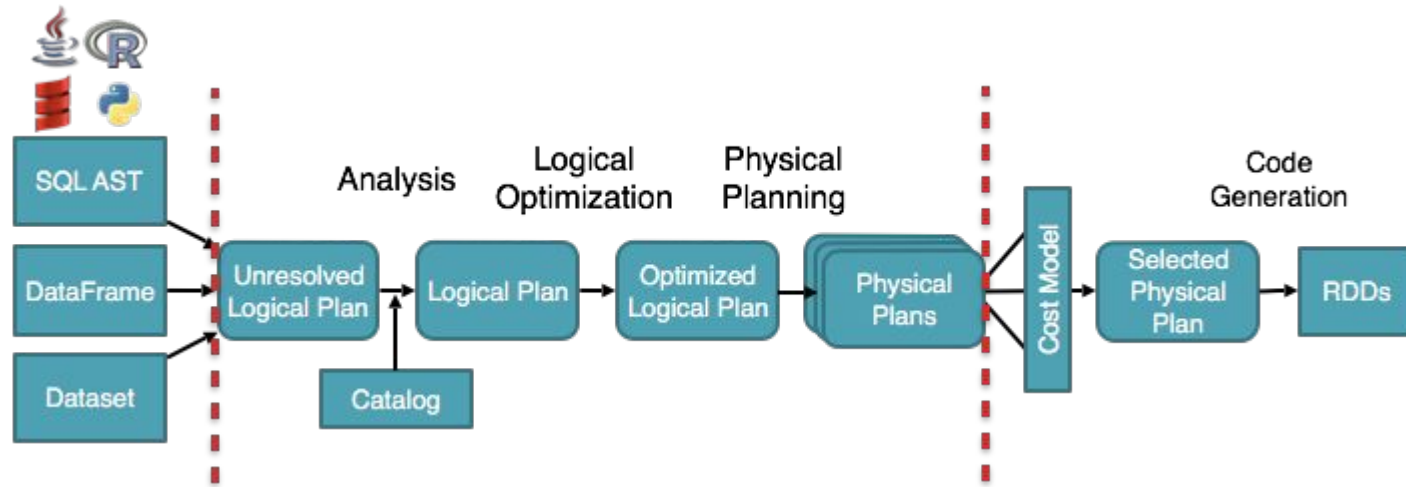 R
SQL AST
DataFrame
Dataset
Analysis
Logical
Optimization
Physical
Planning
Code
Generation
Unresolved
Logical Plan
Logical Plan
Optimized
Logical Plan
Physical
Plans
Cost Model
Selected
Physical
Plan
RDDs
Catalog